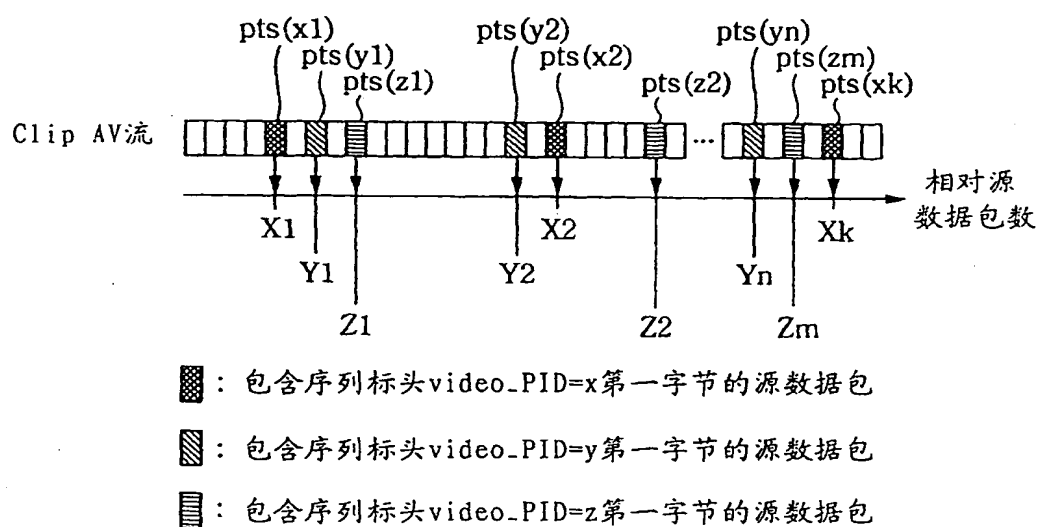 pts(x1) pts(y2) pts(yn)
pts(y1) pts(x2) pts(zm)
pts(z1) pts(z2) pts(xk)
Clip AV流 ...
相对源
数据包数
X1 X2 Xk
Y1 Y2 Yn
Z1 Z2 Zm
: 包含序列标头video_PID=x第一字节的源数据包
: 包含序列标头video_PID=y第一字节的源数据包
: 包含序列标头video_PID=z第一字节的源数据包